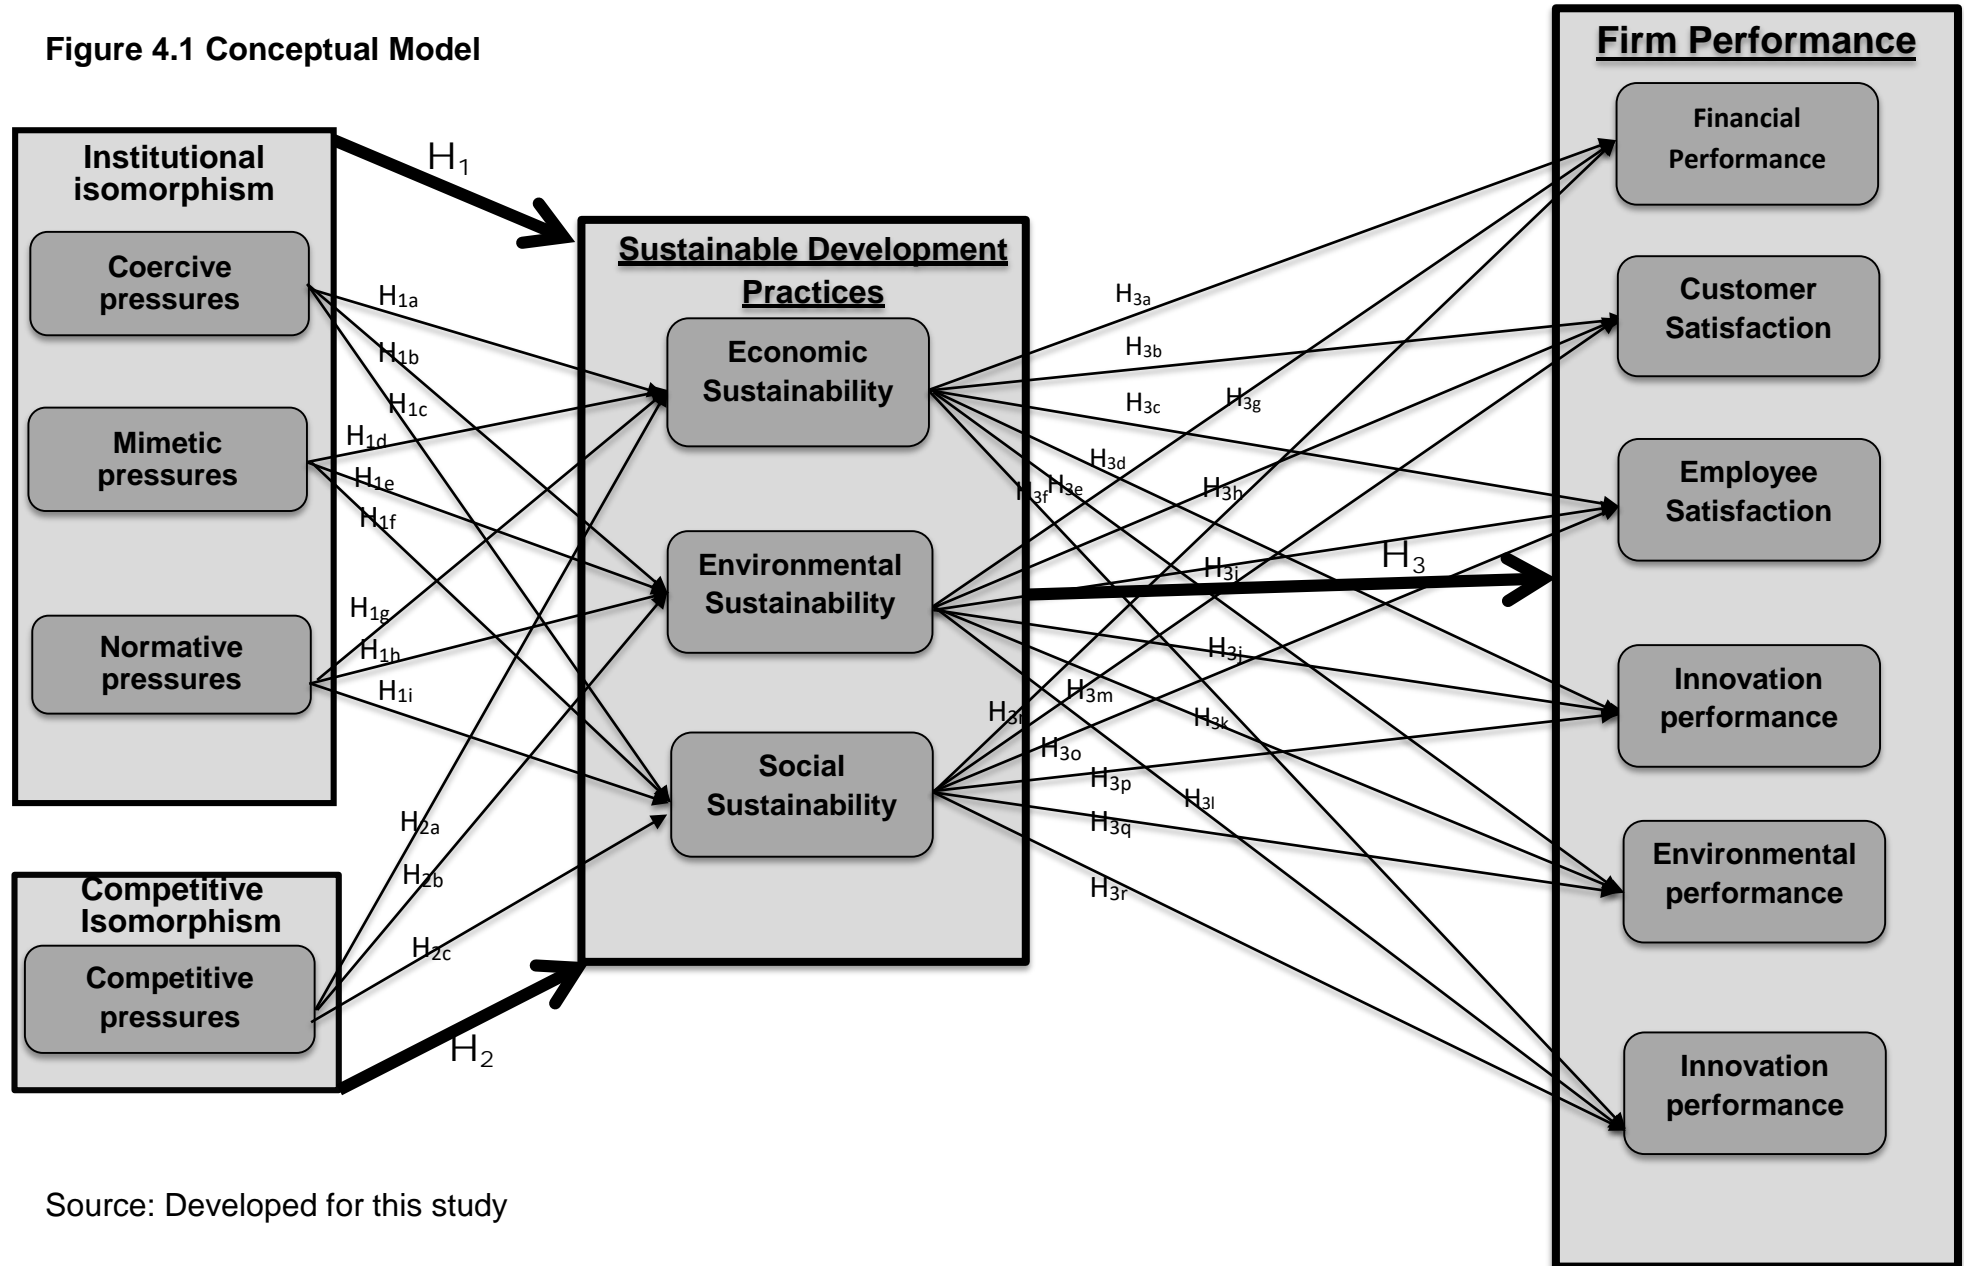 Figure 4.1 Conceptual Model
Institutional
isomorphism
Coercive
pressures
Mimetic
pressures
Normative
pressures
Competitive
Isomorphism
Competitive
pressures
H1
H1a
H1b
H1c
H1d
H1e
H1f
H1g
H1h
H1i
H2a
H2b
H2c
H2
Sustainable Development
Practices
Economic
Sustainability
Environmental
Sustainability
Social
Sustainability
H3a
H3b
H3c
H3g
H3d
H3f
H3e
H3h
H3
H3i
H3j
H3m
H3k
H3o
H3p
H3l
H3q
H3r
Firm Performance
Financial
Performance
Customer
Satisfaction
Employee
Satisfaction
Innovation
performance
Environmental
performance
Innovation
performance
Source: Developed for this study